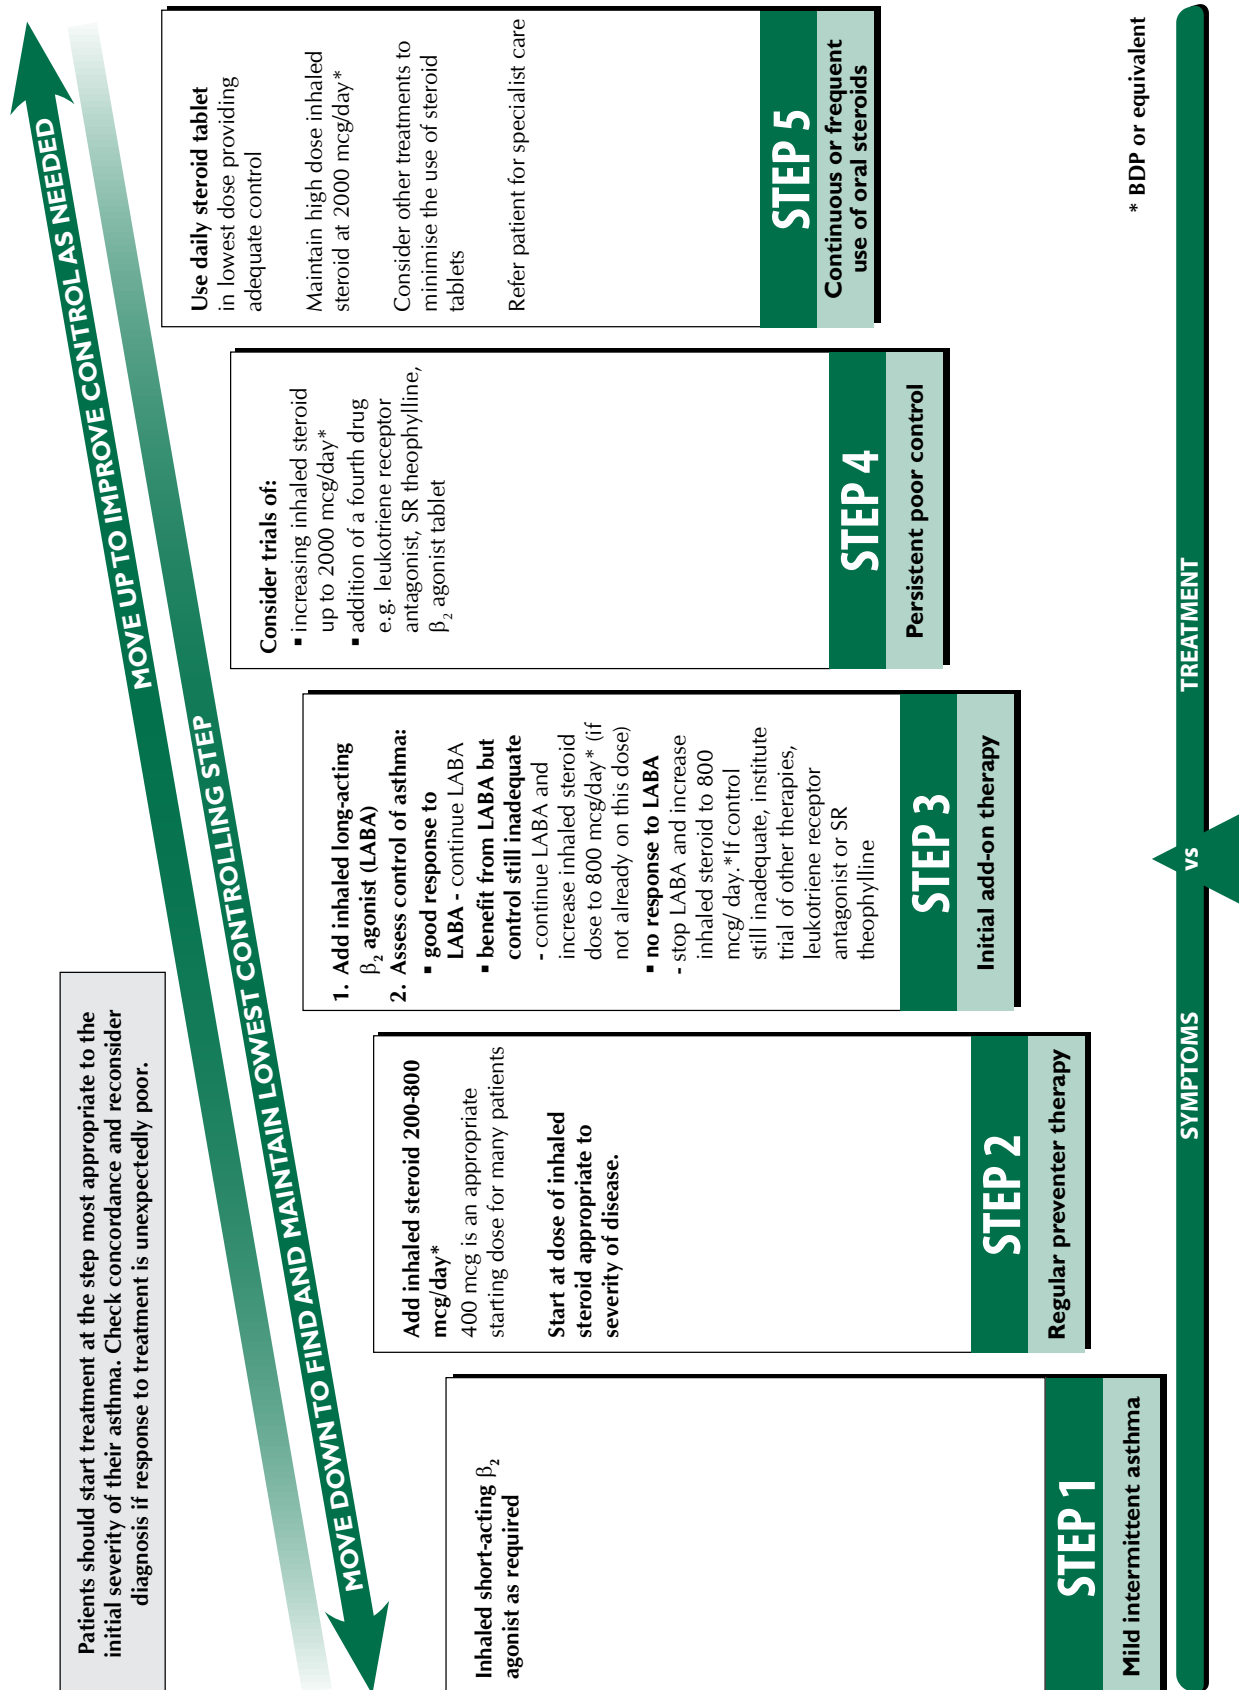 Patients should start treatment at the step most appropriate to the
initial severity of their asthma. Check concordance and reconsider
diagnosis if response to treatment is unexpectedly poor.
MOVE UP TO IMPROVE CONTROL AS NEEDED
MOVE DOWN TO FIND AND MAINTAIN LOWEST CONTROLLING STEP
Inhaled short-acting β₂
agonist as required
STEP 1
Mild intermittent asthma
Add inhaled steroid 200-800
mcg/day*
400 mcg is an appropriate
starting dose for many patients
Start at dose of inhaled
steroid appropriate to
severity of disease.
STEP 2
Regular preventer therapy
1. Add inhaled long-acting
β₂ agonist (LABA)
2. Assess control of asthma:
▪ good response to
LABA - continue LABA
▪ benefit from LABA but
control still inadequate
- continue LABA and
increase inhaled steroid
dose to 800 mcg/day* (if
not already on this dose)
▪ no response to LABA
- stop LABA and increase
inhaled steroid to 800
mcg/ day.*If control
still inadequate, institute
trial of other therapies,
leukotriene receptor
antagonist or SR
theophylline
STEP 3
Initial add-on therapy
Consider trials of:
▪ increasing inhaled steroid
up to 2000 mcg/day*
▪ addition of a fourth drug
e.g. leukotriene receptor
antagonist, SR theophylline,
β₂ agonist tablet
STEP 4
Persistent poor control
Use daily steroid tablet
in lowest dose providing
adequate control
Maintain high dose inhaled
steroid at 2000 mcg/day*
Consider other treatments to
minimise the use of steroid
tablets
Refer patient for specialist care
STEP 5
Continuous or frequent
use of oral steroids
* BDP or equivalent
SYMPTOMS vs TREATMENT